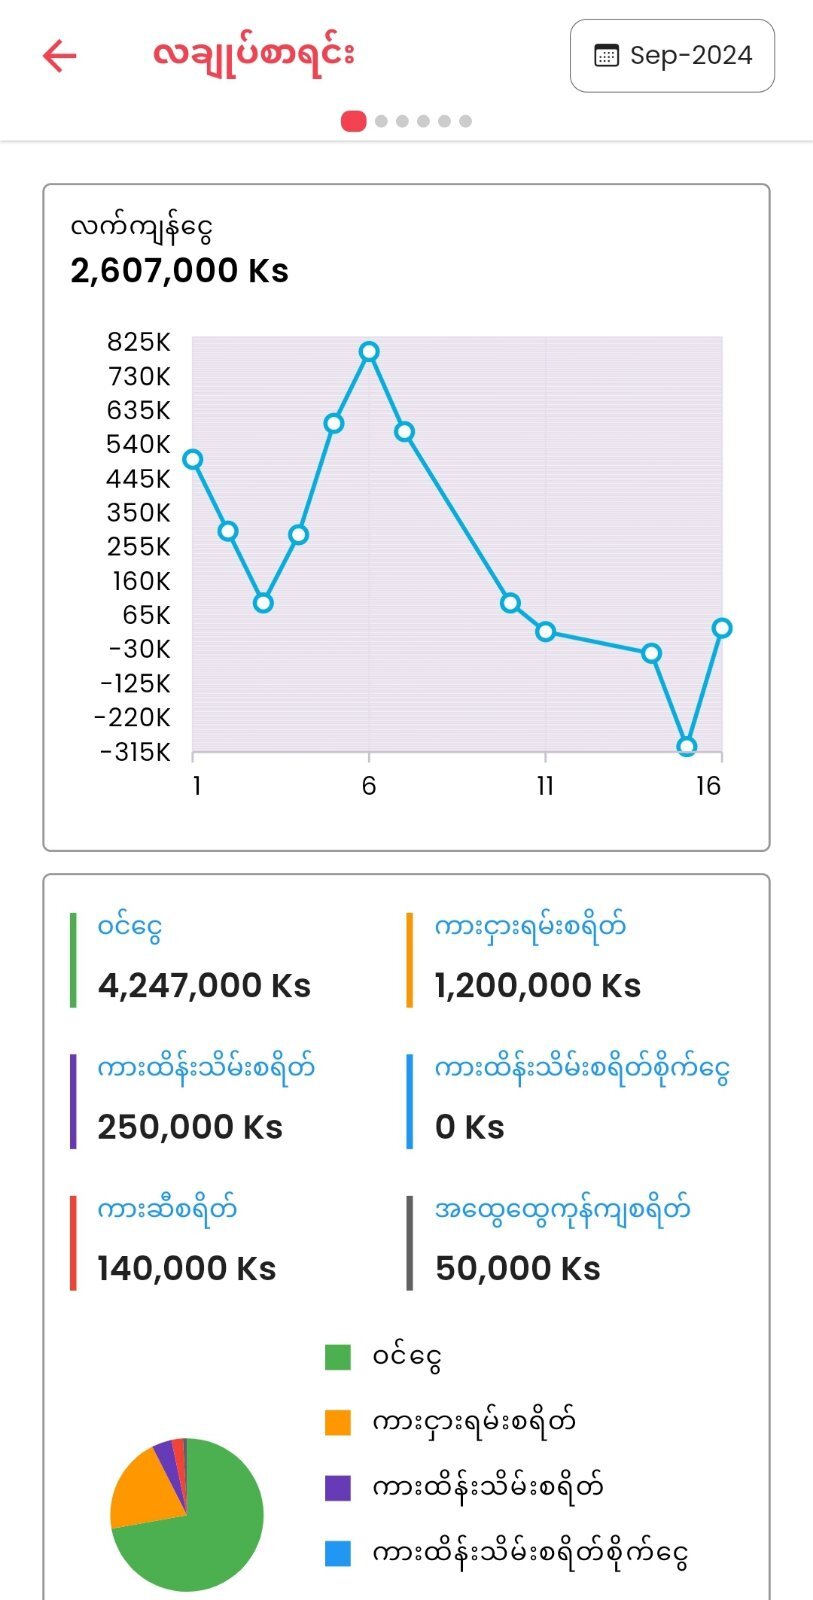 လချုပ်စာရင်း
Sep-2024
လက်ကျန်ငွေ
2,607,000 Ks
825K
730K
635K
540K
445K
350K
255K
160K
65K
-30K
-125K
-220K
-315K
1 6 11 16
ဝင်ငွေ
4,247,000 Ks
ကားငှားရမ်းစရိတ်
1,200,000 Ks
ကားထိန်းသိမ်းစရိတ်
250,000 Ks
ကားထိန်းသိမ်းစရိတ်စိုက်ငွေ
0 Ks
ကားဆီစရိတ်
140,000 Ks
အထွေထွေကုန်ကျစရိတ်
50,000 Ks
ဝင်ငွေ
ကားငှားရမ်းစရိတ်
ကားထိန်းသိမ်းစရိတ်
ကားထိန်းသိမ်းစရိတ်စိုက်ငွေ